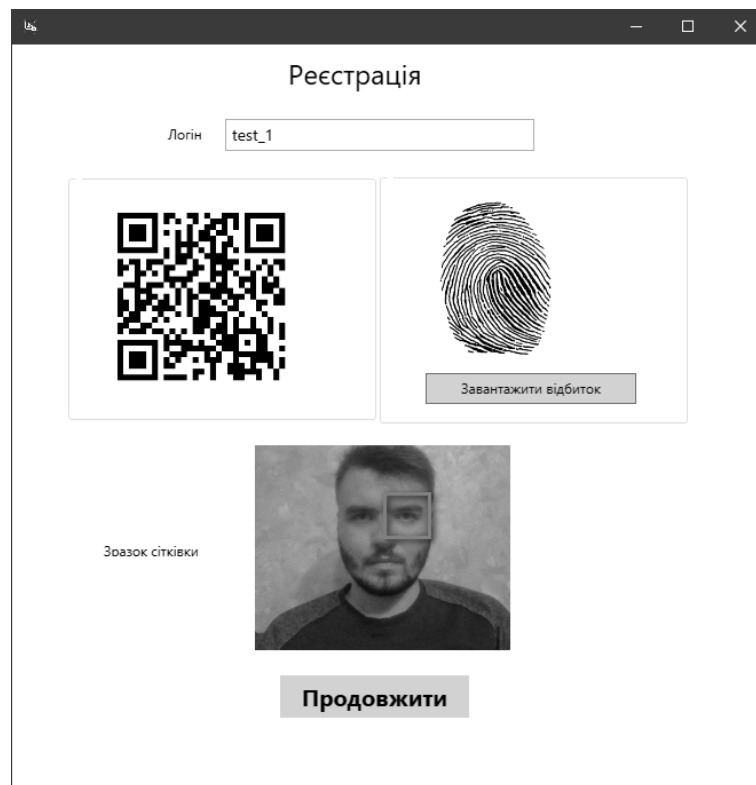 Реєстрація
Логін
test_1
Завантажити відбиток
Зразок сітківки
Продовжити